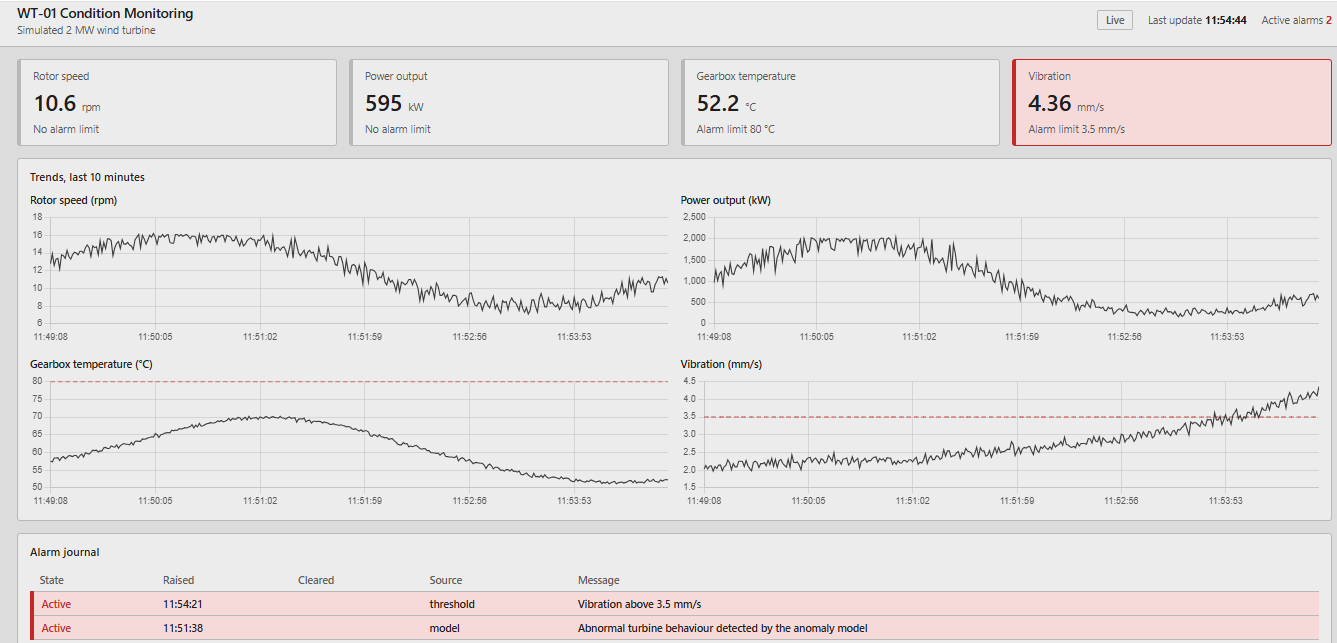 WT-01 Condition Monitoring
Simulated 2 MW wind turbine
Live Last update 11:54:44 Active alarms 2
Rotor speed
10.6 rpm
No alarm limit
Power output
595 kW
No alarm limit
Gearbox temperature
52.2 °C
Alarm limit 80 °C
Vibration
4.36 mm/s
Alarm limit 3.5 mm/s
Trends, last 10 minutes
Rotor speed (rpm)
18
16
14
12
10
8
6
11:49:08 11:50:05 11:51:02 11:51:59 11:52:56 11:53:53
Power output (kW)
2,500
2,000
1,500
1,000
500
0
11:49:08 11:50:05 11:51:02 11:51:59 11:52:56 11:53:53
Gearbox temperature (°C)
80
75
70
65
60
55
50
11:49:08 11:50:05 11:51:02 11:51:59 11:52:56 11:53:53
Vibration (mm/s)
4.5
4.0
3.5
3.0
2.5
2.0
1.5
11:49:08 11:50:05 11:51:02 11:51:59 11:52:56 11:53:53
Alarm journal
State Raised Cleared Source Message
Active 11:54:21 threshold Vibration above 3.5 mm/s
Active 11:51:38 model Abnormal turbine behaviour detected by the anomaly model